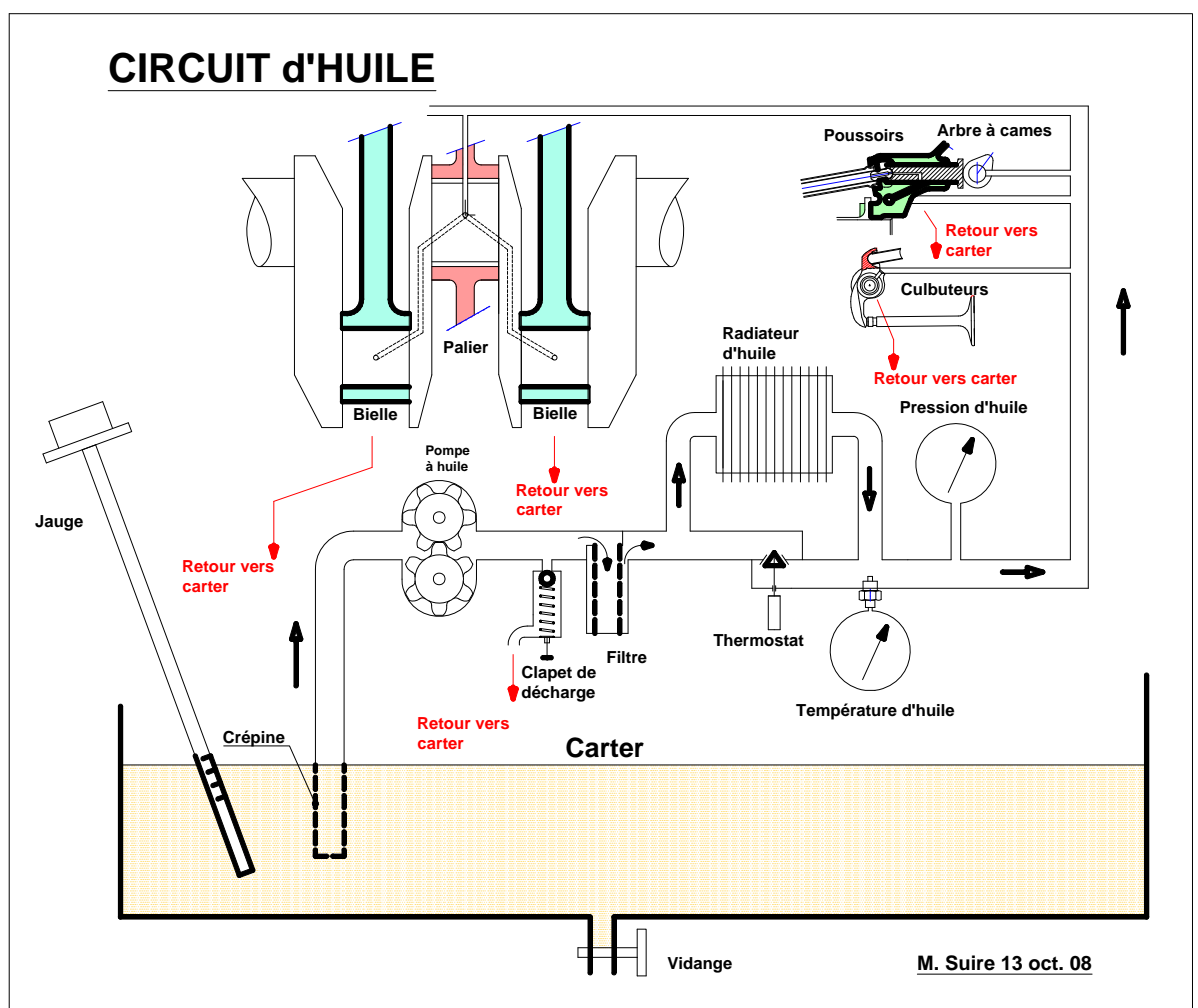 CIRCUIT d'HUILE
Poussoirs
Arbre à cames
Retour vers
carter
Culbuteurs
Retour vers carter
Palier
Radiateur
d'huile
Pression d'huile
Bielle
Bielle
Pompe
à huile
Retour vers
carter
Jauge
Retour vers
carter
Thermostat
Filtre
Clapet de
décharge
Température d'huile
Retour vers
carter
Crépine
Carter
Vidange
M. Suire 13 oct. 08